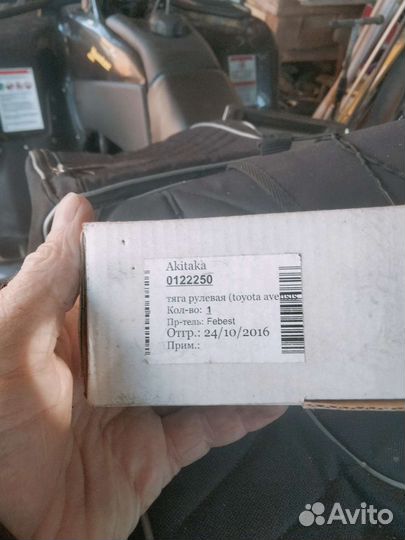 Akitaka
0122250
тяга рулевая (toyota avensis
Кол-во: 1
Пр-тель: Febest
Отгр.: 24/10/2016
Прим.:
Avito